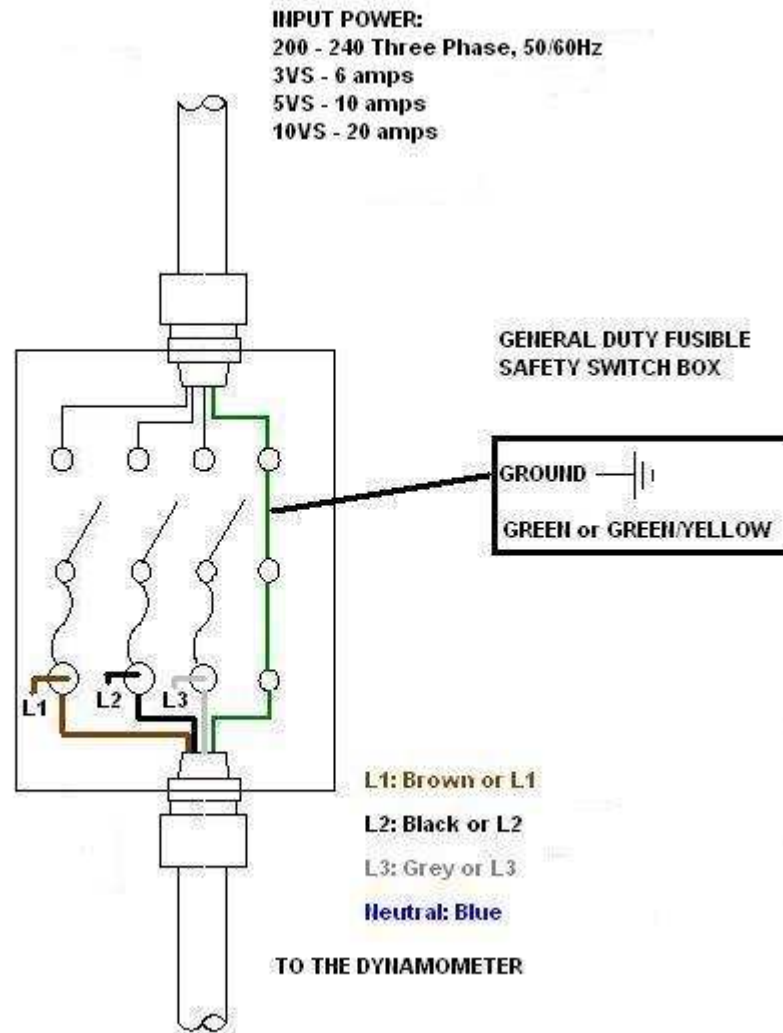 INPUT POWER:
200 - 240 Three Phase, 50/60Hz
3VS - 6 amps
5VS - 10 amps
10VS - 20 amps
GENERAL DUTY FUSIBLE
SAFETY SWITCH BOX
GROUND
GREEN or GREEN/YELLOW
L1
L2
L3
L1: Brown or L1
L2: Black or L2
L3: Grey or L3
Neutral: Blue
TO THE DYNAMOMETER